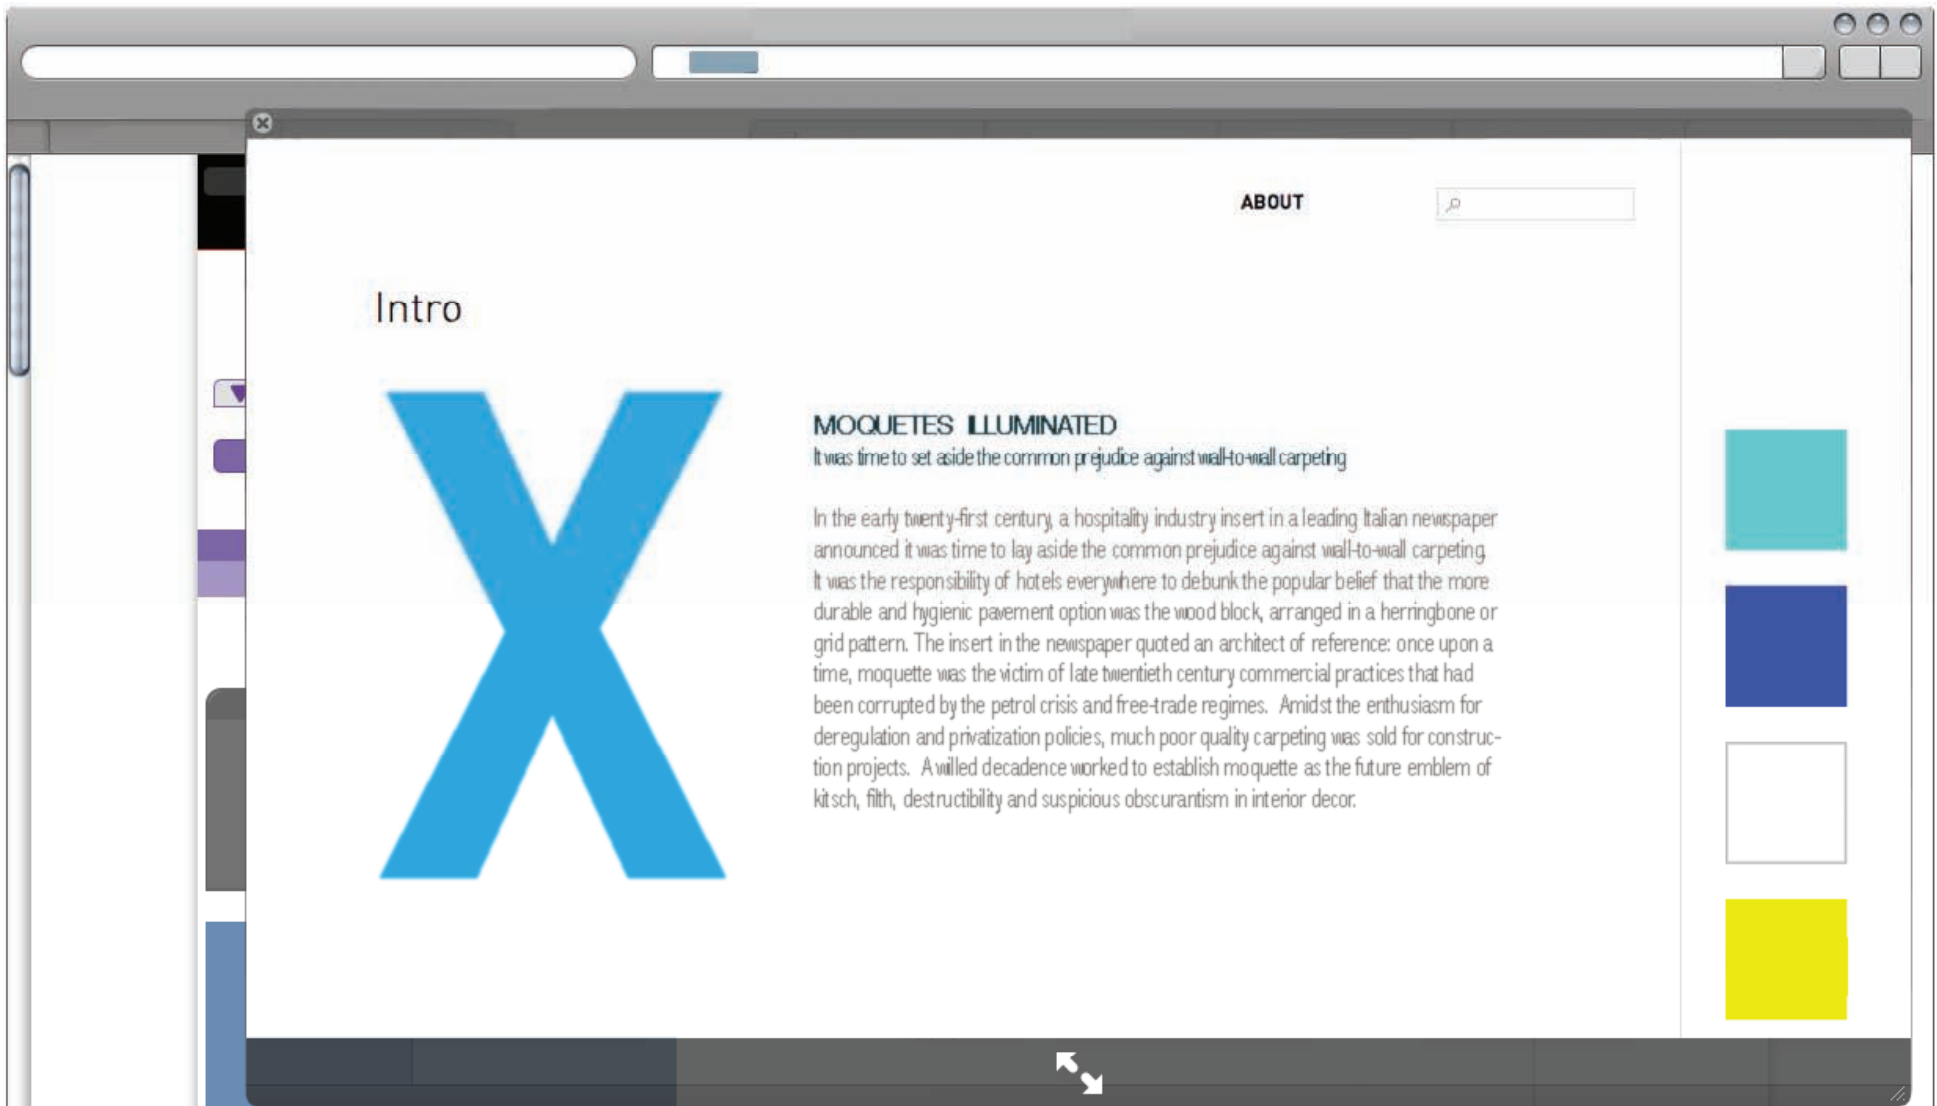 ABOUT
Intro
X
MOQUETES ILLUMINATED
It was time to set aside the common prejudice against wall-to-wall carpeting
In the early twenty-first century, a hospitality industry insert in a leading Italian newspaper
announced it was time to lay aside the common prejudice against wall-to-wall carpeting.
It was the responsibility of hotels everywhere to debunk the popular belief that the more
durable and hygienic pavement option was the wood block, arranged in a herringbone or
grid pattern. The insert in the newspaper quoted an architect of reference: once upon a
time, moquette was the victim of late twentieth century commercial practices that had
been corrupted by the petrol crisis and free-trade regimes. Amidst the enthusiasm for
deregulation and privatization policies, much poor quality carpeting was sold for construc-
tion projects. A willed decadence worked to establish moquette as the future emblem of
kitsch, filth, destructibility and suspicious obscurantism in interior decor.